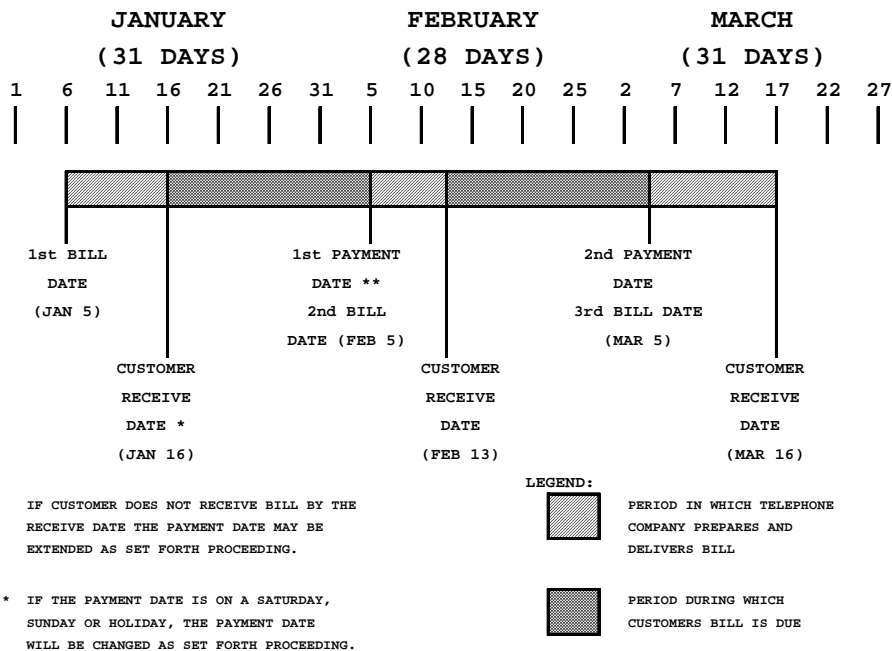 JANUARY FEBRUARY MARCH
(31 DAYS) (28 DAYS) (31 DAYS)
1 6 11 16 21 26 31 5 10 15 20 25 2 7 12 17 22 27
1st BILL
DATE
(JAN 5)
1st PAYMENT
DATE **
2nd BILL
DATE (FEB 5)
2nd PAYMENT
DATE
3rd BILL DATE
(MAR 5)
CUSTOMER
RECEIVE
DATE *
(JAN 16)
CUSTOMER
RECEIVE
DATE
(FEB 13)
CUSTOMER
RECEIVE
DATE
(MAR 16)
IF CUSTOMER DOES NOT RECEIVE BILL BY THE
RECEIVE DATE THE PAYMENT DATE MAY BE
EXTENDED AS SET FORTH PROCEEDING.
* IF THE PAYMENT DATE IS ON A SATURDAY,
SUNDAY OR HOLIDAY, THE PAYMENT DATE
WILL BE CHANGED AS SET FORTH PROCEEDING.
LEGEND:
PERIOD IN WHICH TELEPHONE
COMPANY PREPARES AND
DELIVERS BILL
PERIOD DURING WHICH
CUSTOMERS BILL IS DUE